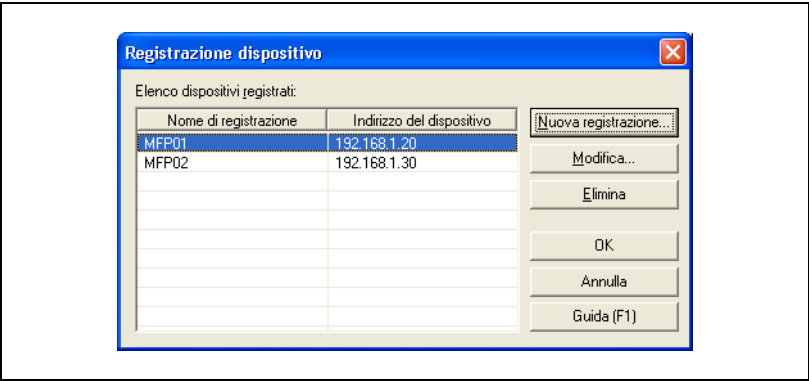 Registrazione dispositivo
Elenco dispositivi registrati:
Nome di registrazione Indirizzo del dispositivo
MFP01 192.168.1.20
MFP02 192.168.1.30
Nuova registrazione...
Modifica...
Elimina
OK
Annulla
Guida (F1)